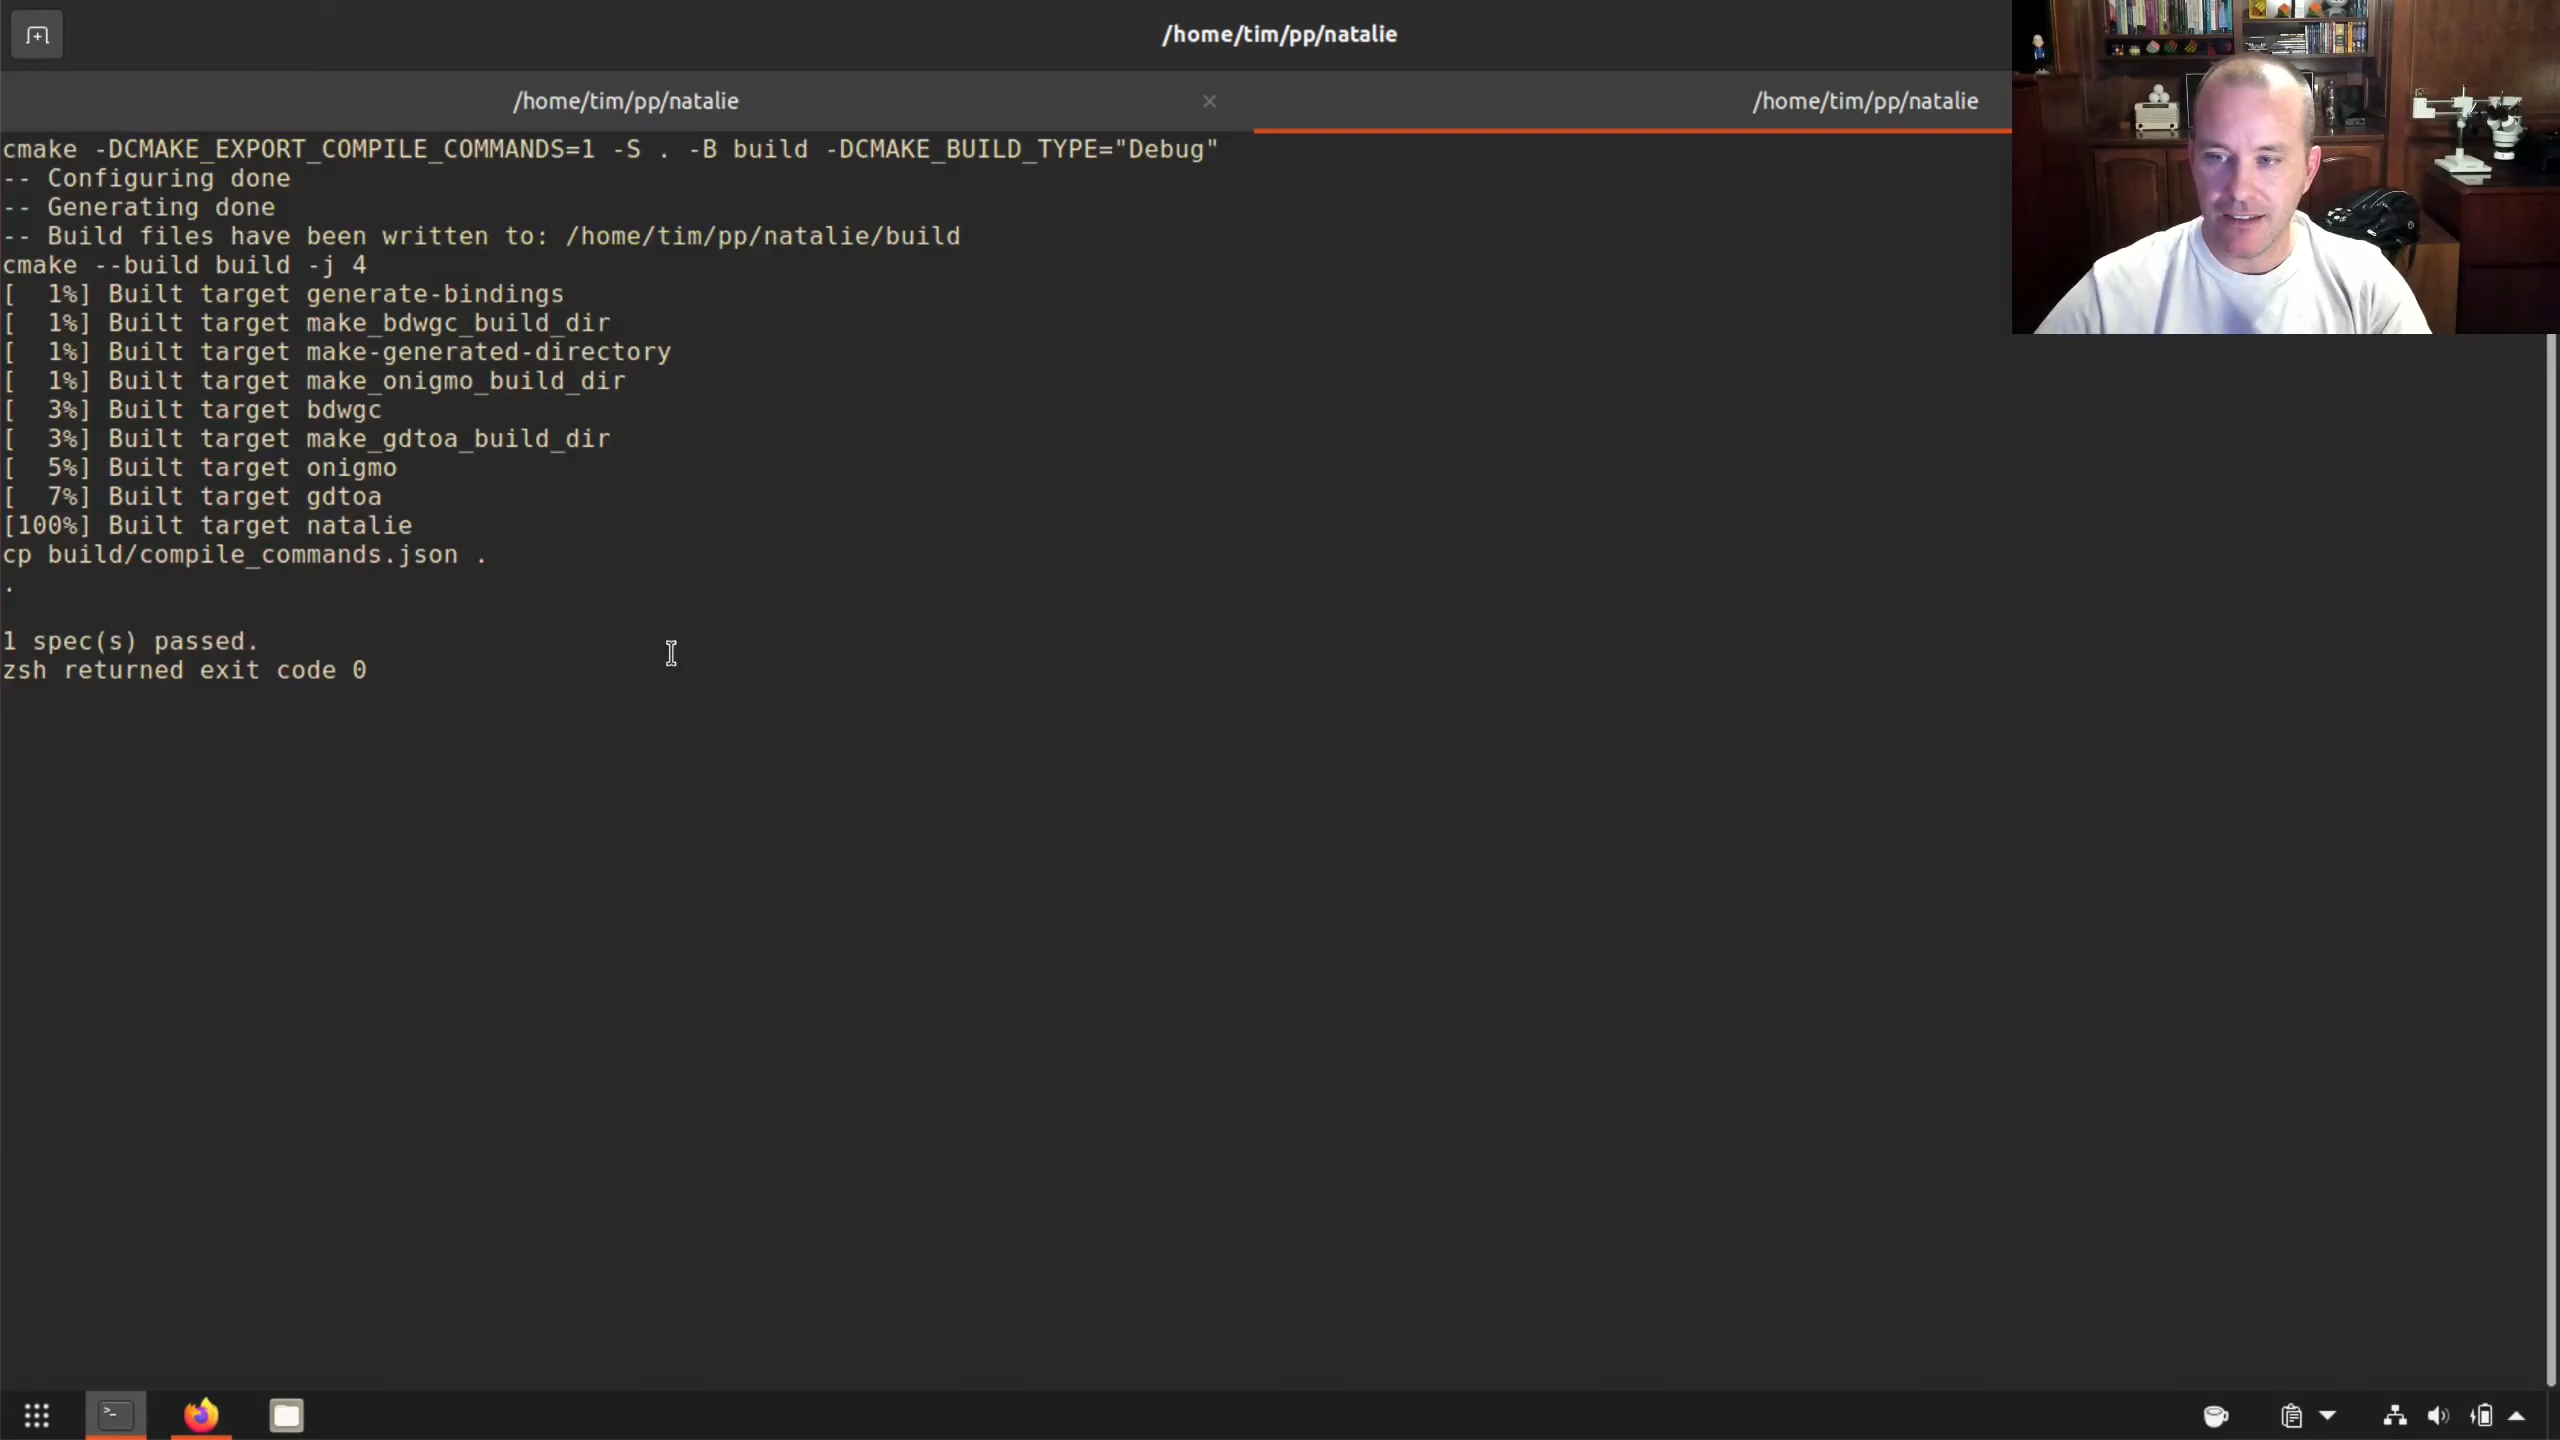 /home/tim/pp/natalie
/home/tim/pp/natalie
/home/tim/pp/natalie
cmake -DCMAKE_EXPORT_COMPILE_COMMANDS=1 -S . -B build -DCMAKE_BUILD_TYPE="Debug"
-- Configuring done
-- Generating done
-- Build files have been written to: /home/tim/pp/natalie/build
cmake --build build -j 4
[  1%] Built target generate-bindings
[  1%] Built target make_bdwgc_build_dir
[  1%] Built target make-generated-directory
[  1%] Built target make_onigmo_build_dir
[  3%] Built target bdwgc
[  3%] Built target make_gdtoa_build_dir
[  5%] Built target onigmo
[  7%] Built target gdtoa
[100%] Built target natalie
cp build/compile_commands.json .
.
1 spec(s) passed.
zsh returned exit code 0